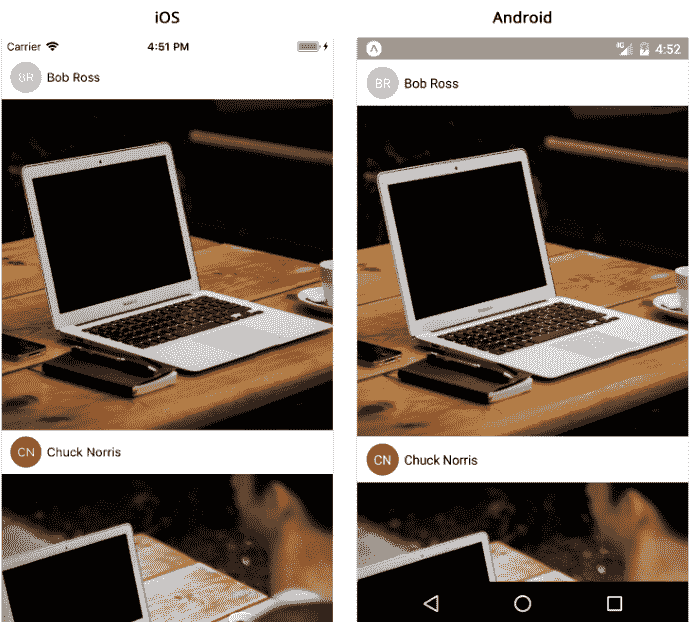 iOS
Android
Carrier
4:51 PM
4:52
BR
Bob Ross
BR
Bob Ross
CN
Chuck Norris
CN
Chuck Norris